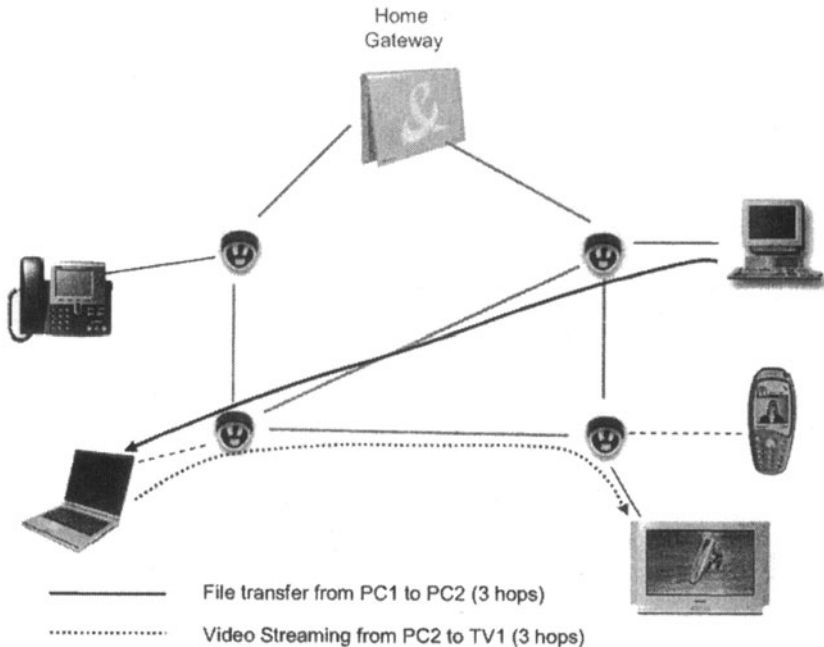 Home
Gateway
File transfer from PC1 to PC2 (3 hops)
Video Streaming from PC2 to TV1 (3 hops)